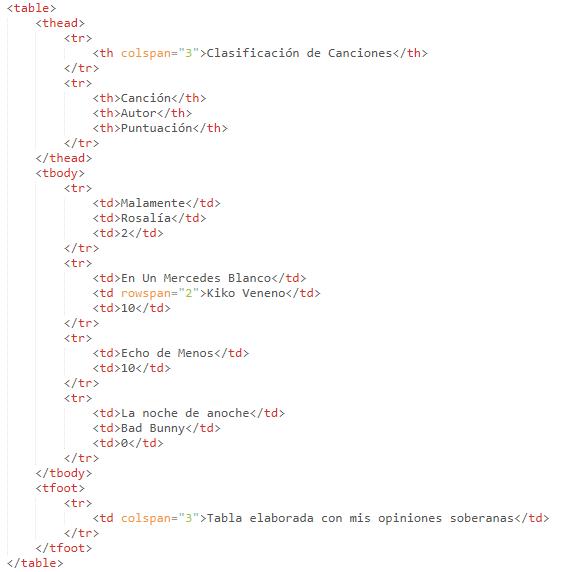 <table>
    <thead>
        <tr>
            <th colspan="3">Clasificación de Canciones</th>
        </tr>
        <tr>
            <th>Canción</th>
            <th>Autor</th>
            <th>Puntuación</th>
        </tr>
    </thead>
    <tbody>
        <tr>
            <td>Malamente</td>
            <td>Rosalía</td>
            <td>2</td>
        </tr>
        <tr>
            <td>En Un Mercedes Blanco</td>
            <td rowspan="2">Kiko Veneno</td>
            <td>10</td>
        </tr>
        <tr>
            <td>Echo de Menos</td>
            <td>10</td>
        </tr>
        <tr>
            <td>La noche de anoche</td>
            <td>Bad Bunny</td>
            <td>0</td>
        </tr>
    </tbody>
    <tfoot>
        <tr>
            <td colspan="3">Tabla elaborada con mis opiniones soberanas</td>
        </tr>
    </tfoot>
</table>